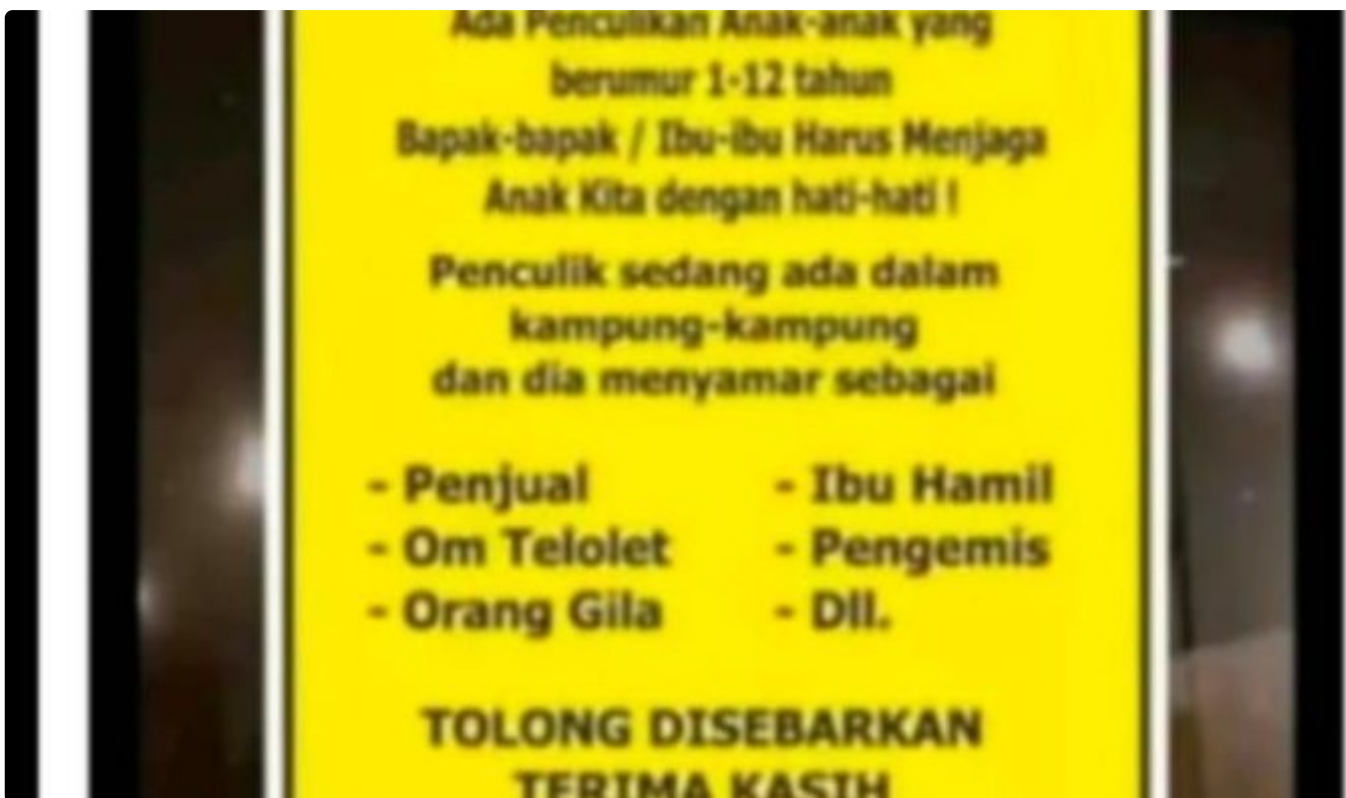 Ada Penculikan Anak-anak yang
berumur 1-12 tahun
Bapak-bapak / Ibu-ibu Harus Menjaga
Anak Kita dengan hati-hati !
Penculik sedang ada dalam
kampung-kampung
dan dia menyamar sebagai
- Penjual - Ibu Hamil
- Om Telolet - Pengemis
- Orang Gila - Dll.
TOLONG DISEBARKAN
TERIMA KASIH